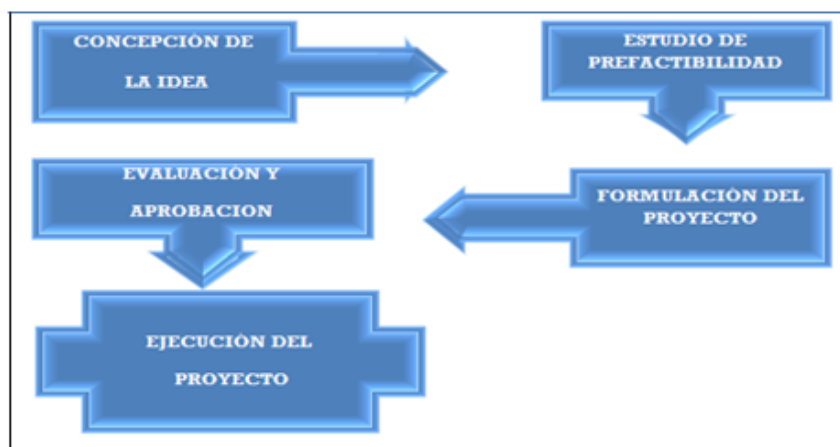 CONCEPCIÓN DE
LA IDEA
ESTUDIO DE
PREFACTIBILIDAD
FORMULACIÓN DEL
PROYECTO
EVALUACIÓN Y
APROBACION
EJECUCIÓN DEL
PROYECTO